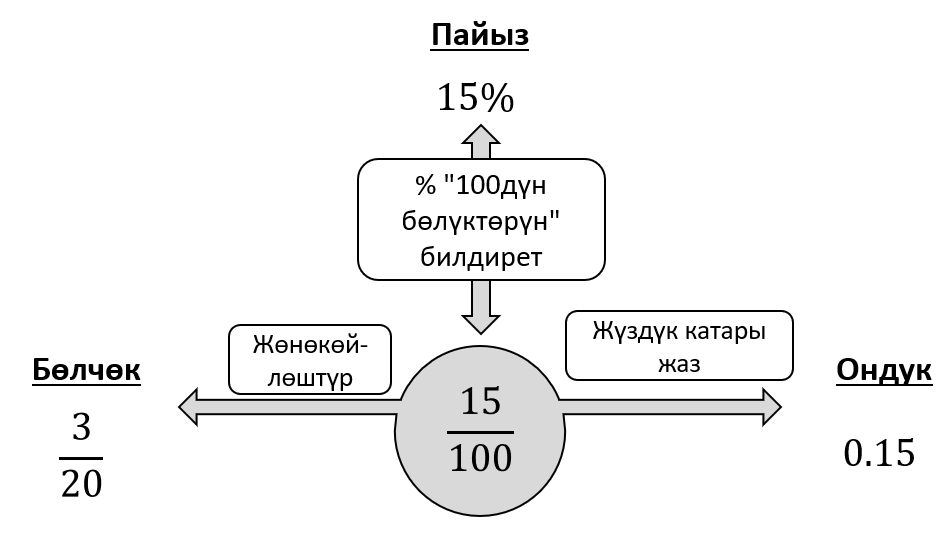 Пайыз
15%
% "100дүн
бөлүктөрүн"
билдирет
Жөнөкөй-
лөштүр
Жүздүк катары
жаз
Бөлчөк
3
20
15
100
Ондук
0.15